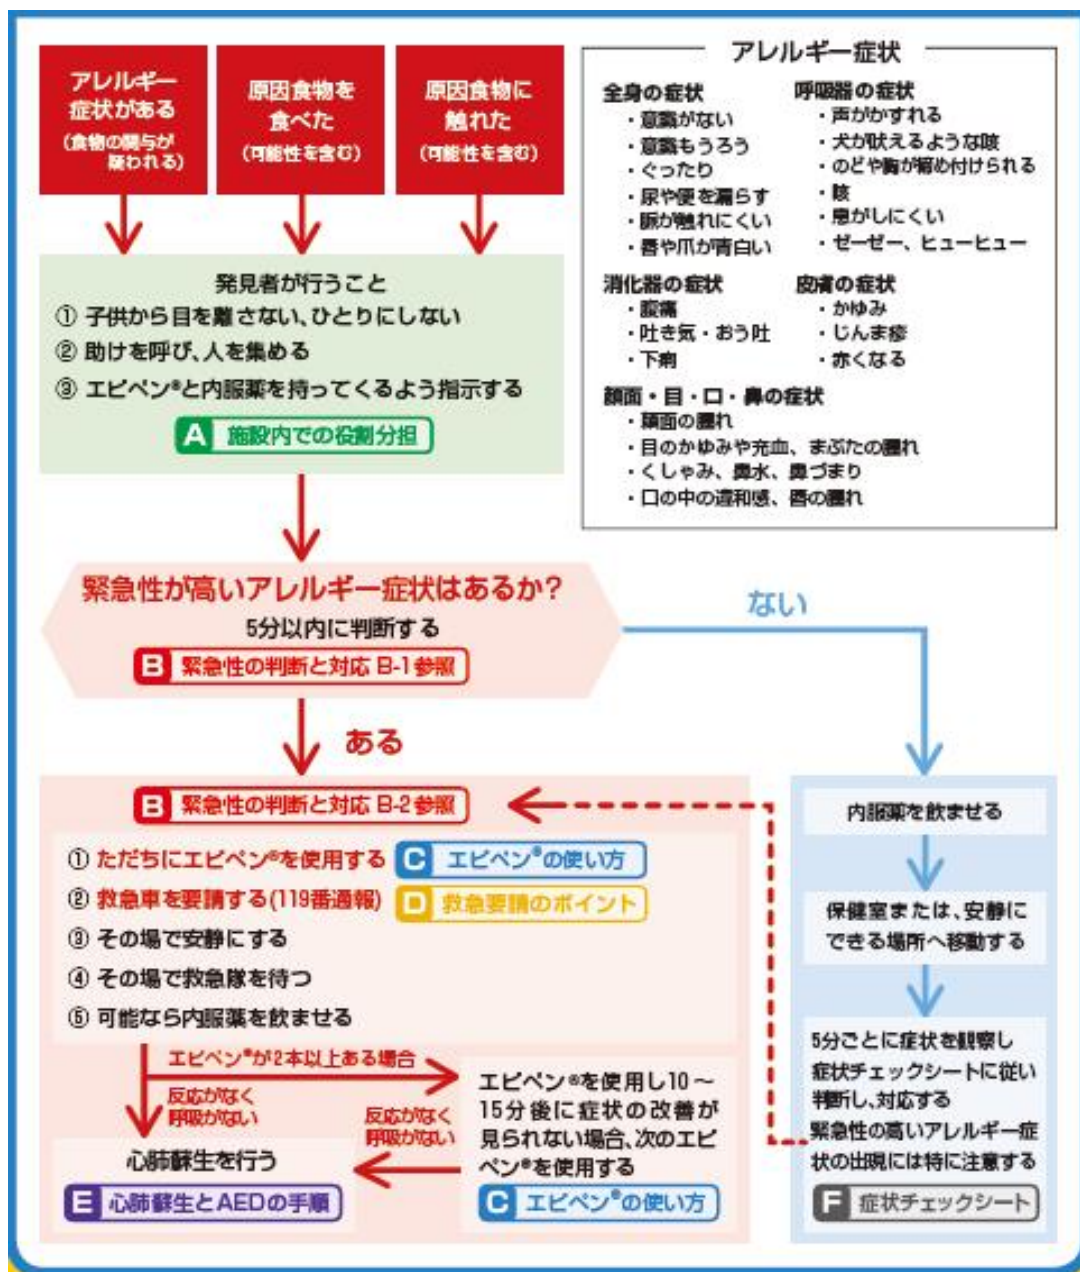 アレルギー
症状がある
(食物の関与が
疑われる)
原因食物を
食べた
(可能性を含む)
原因食物に
触れた
(可能性を含む)
発見者が行うこと
① 子供から目を離さない、ひとりにしない
② 助けを呼び、人を集める
③ エピペン®と内服薬を持ってくるよう指示する
A 施設内での役割分担
アレルギー症状
全身の症状
・意識がない
・意識もうろう
・ぐったり
・尿や便を漏らす
・脈が触れにくい
・唇や爪が青白い
呼吸器の症状
・声がかすれる
・犬が吠えるような咳
・のどや胸が締め付けられる
・咳
・息がしにくい
・ゼーゼー、ヒューヒュー
消化器の症状
・腹痛
・吐き気・おう吐
・下痢
皮膚の症状
・かゆみ
・じんま疹
・赤くなる
顔面・目・口・鼻の症状
・顔面の腫れ
・目のかゆみや充血、まぶたの腫れ
・くしゃみ、鼻水、鼻づまり
・口の中の違和感、唇の腫れ
緊急性が高いアレルギー症状はあるか?
5分以内に判断する
B 緊急性の判断と対応 B-1参照
ない
ある
B 緊急性の判断と対応 B-2参照
① ただちにエピペン®を使用する C エピペン®の使い方
② 救急車を要請する(119番通報) D 救急要請のポイント
③ その場で安静にする
④ その場で救急隊を待つ
⑤ 可能なら内服薬を飲ませる
エピペン®が2本以上ある場合
反応がなく
呼吸がない
エピペン®を使用し10～
15分後に症状の改善が
見られない場合、次のエピ
ペン®を使用する
C エピペン®の使い方
反応がなく
呼吸がない
心肺蘇生を行う
E 心肺蘇生とAEDの手順
内服薬を飲ませる
保健室または、安静に
できる場所へ移動する
5分ごとに症状を観察し
症状チェックシートに従い
判断し、対応する
緊急性の高いアレルギー症
状の出現には特に注意する
F 症状チェックシート